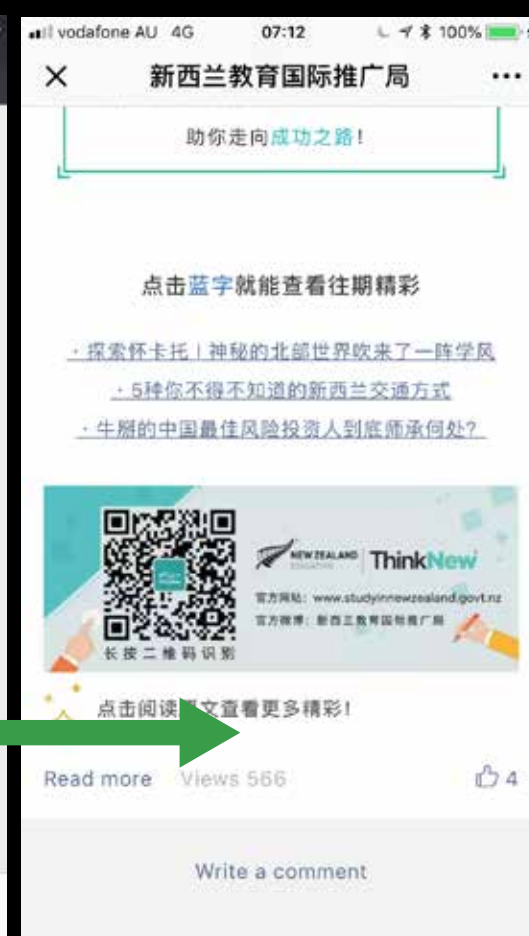 vodafone AU 4G 07:12 100%
新西兰教育国际推广局
助你走向成功之路!
点击蓝字就能查看往期精彩
· 探索怀卡托 | 神秘的北部世界吹来了一阵学风
· 5种你不得不知道的新西兰交通方式
· 牛掰的中国最佳风险投资人到底师承何处?
NEW ZEALAND EDUCATION ThinkNew
官方网站: www.studyinnewzealand.govt.nz
官方微博: 新西兰教育国际推广局
长按二维码识别
点击阅读文查看更多精彩!
Read more Views 566 4
Write a comment